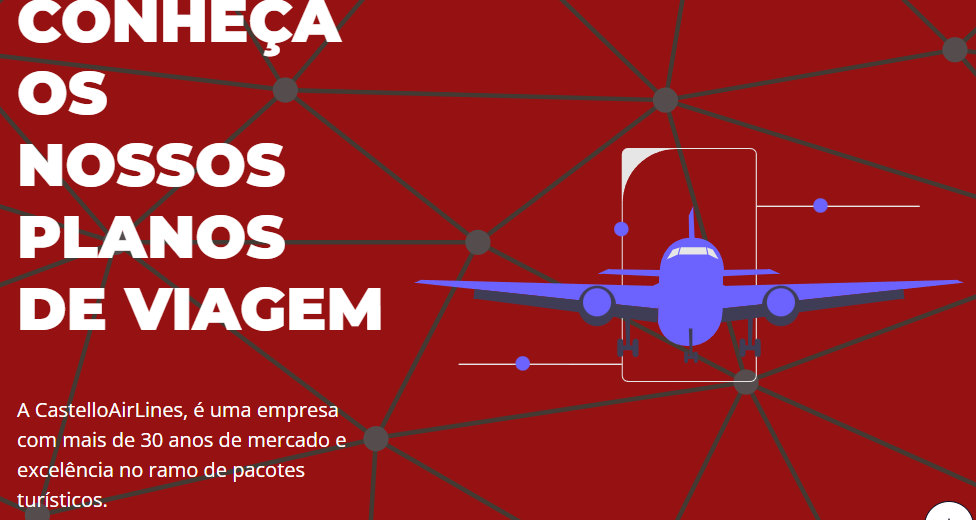 CONHEÇA
OS
NOSSOS
PLANOS
DE VIAGEM
A CastelloAirLines, é uma empresa
com mais de 30 anos de mercado e
excelência no ramo de pacotes
turísticos.